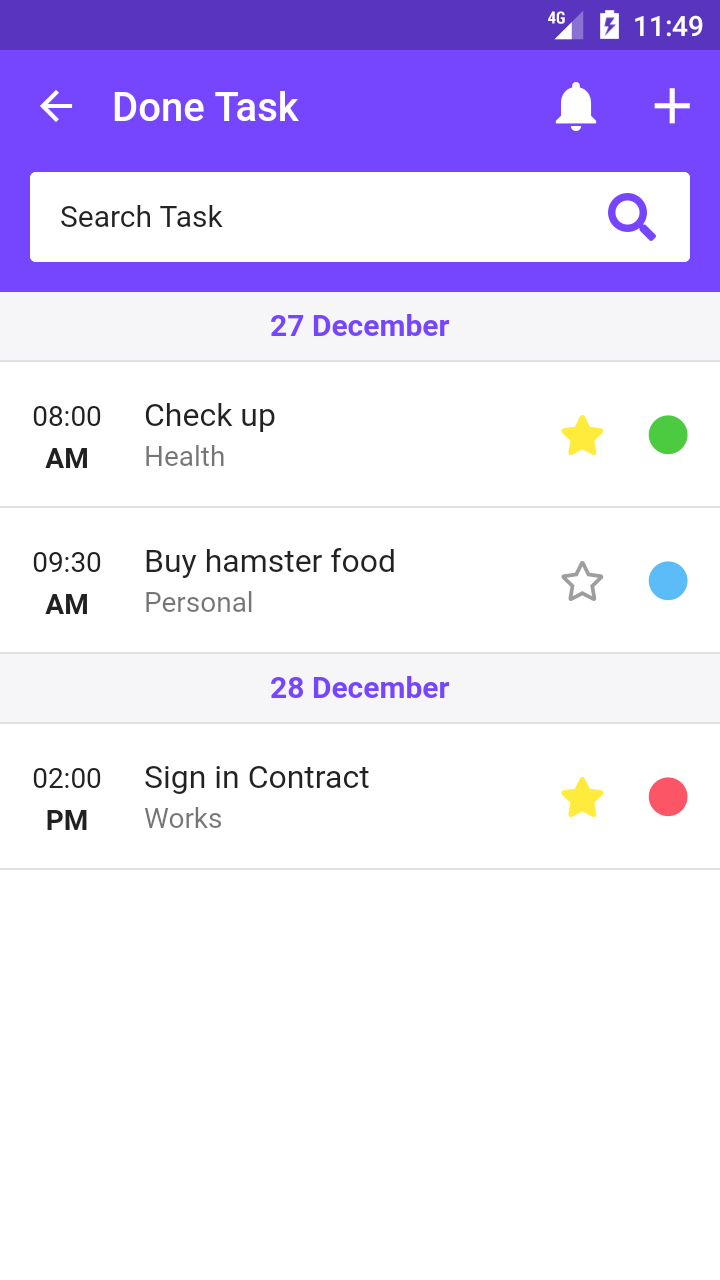 4G 11:49
Done Task
Search Task
27 December
08:00 AM
Check up
Health
09:30 AM
Buy hamster food
Personal
28 December
02:00 PM
Sign in Contract
Works